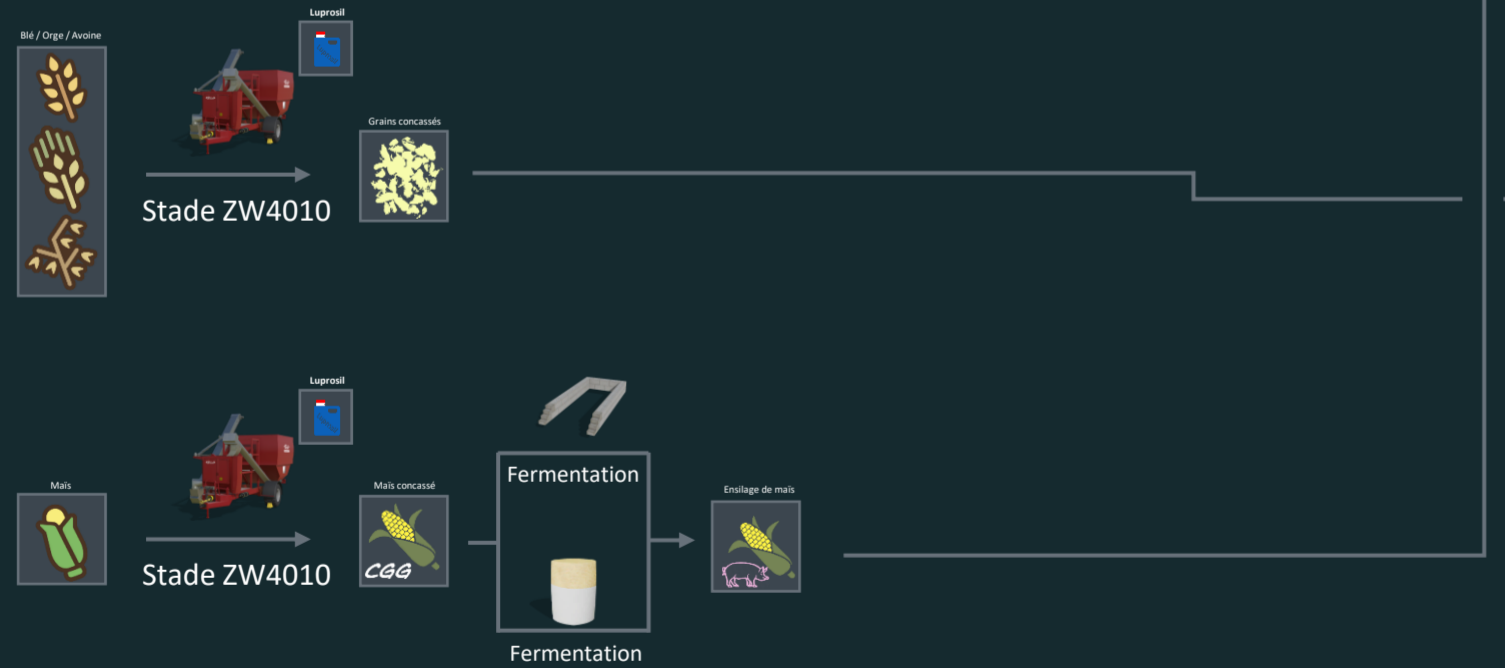 Luprosil
Blé / Orge / Avoine
Grains concassés
Stade ZW4010
Luprosil
Fermentation
Maïs
Maïs concassé
Ensilage de maïs
CGG
Stade ZW4010
Fermentation